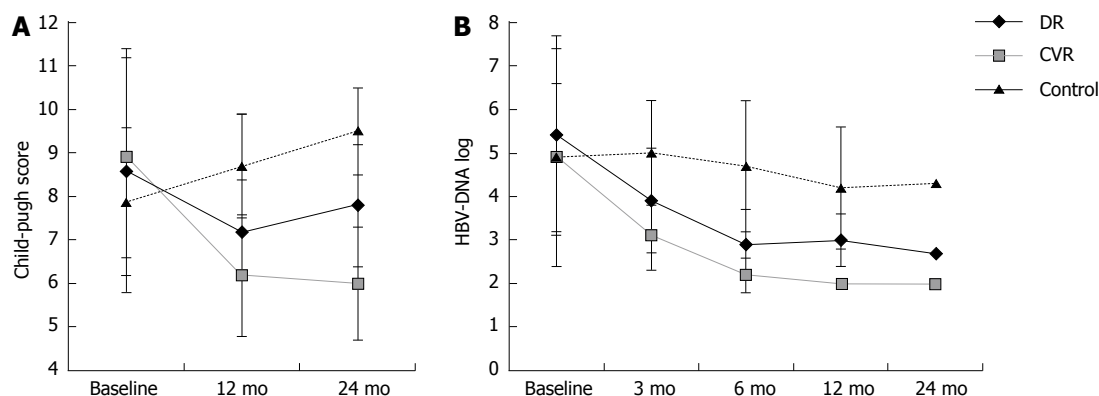 A
Child-pugh score
12
11
10
9
8
7
6
5
4
Baseline 12 mo 24 mo
B
HBV-DNA log
8
7
6
5
4
3
2
1
0
Baseline 3 mo 6 mo 12 mo 24 mo
DR
CVR
Control